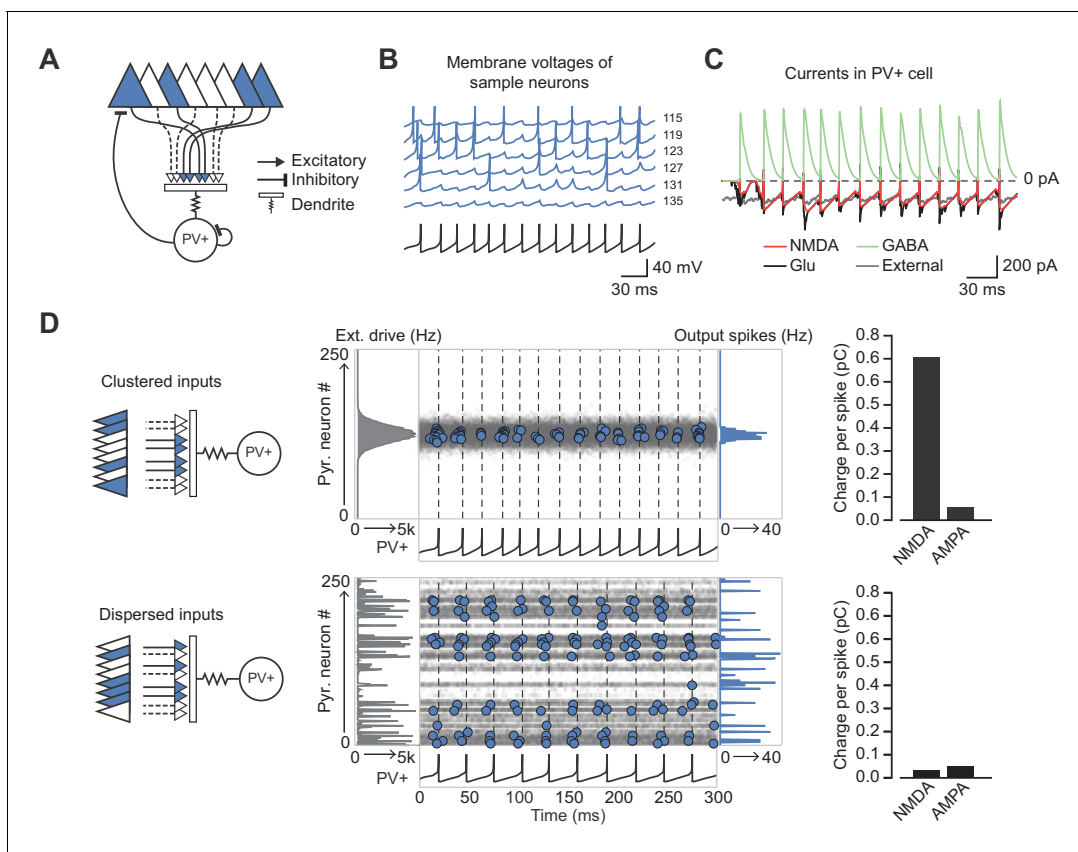 A
Excitatory
Inhibitory
Dendrite
PV+
B
Membrane voltages of
sample neurons
115
119
123
127
131
135
40 mV
30 ms
C
Currents in PV+ cell
0 pA
NMDA
GABA
Glu
External
200 pA
30 ms
D
Clustered inputs
PV+
Ext. drive (Hz)
Output spikes (Hz)
250
Pyr. neuron #
0
0
5k
0
40
PV+
Charge per spike (pC)
0.8
0.6
0.6
0.5
0.4
0.3
0.1
0.1
0.0
NMDA
AMPA
Dispersed inputs
PV+
250
Pyr. neuron #
0
0
5k
0
40
PV+
0
50
100
150
200
250
300
Time (ms)
Charge per spike (pC)
0.8
0.6
0.6
0.5
0.4
0.3
0.1
0.1
0.0
NMDA
AMPA